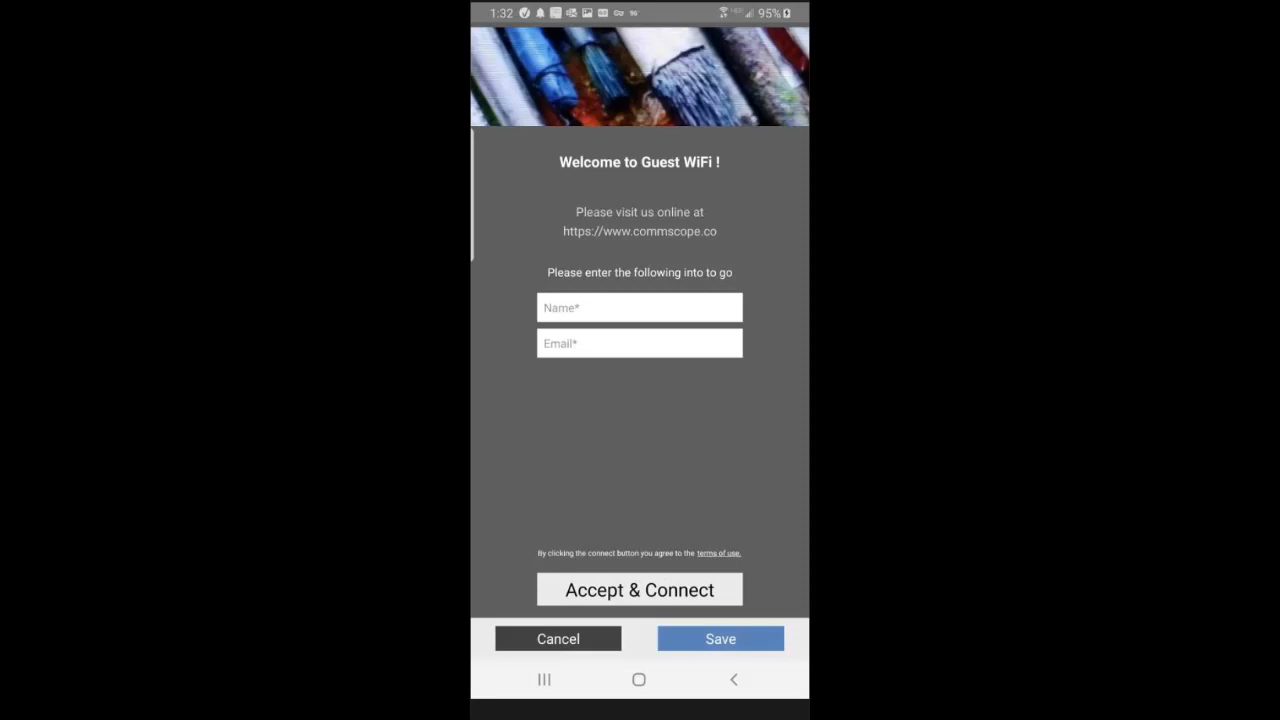 1:32
95%
Welcome to Guest WiFi !
Please visit us online at
https://www.commscope.co
Please enter the following into to go
Name*
Email*
By clicking the connect button you agree to the terms of use.
Accept & Connect
Cancel
Save